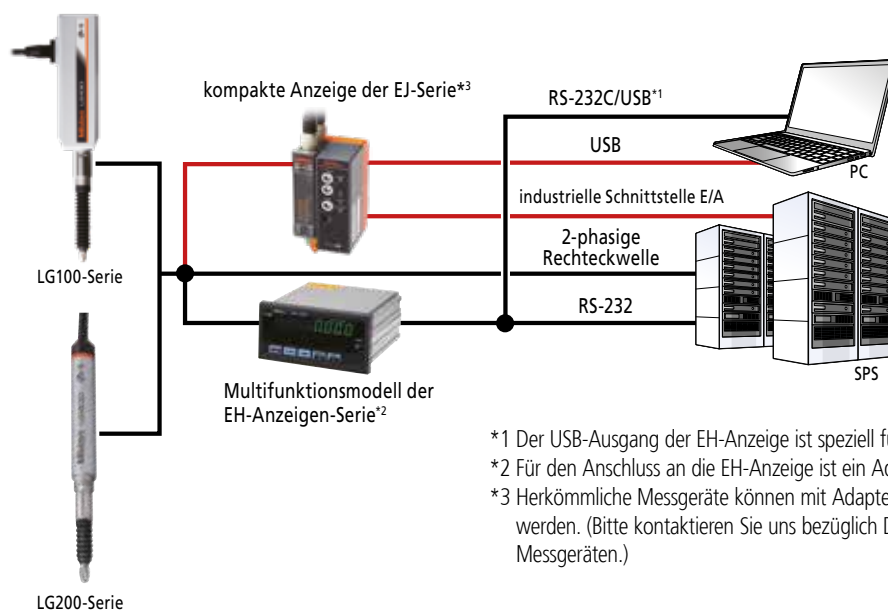 kompakte Anzeige der EJ-Serie*3
RS-232C/USB*1
USB
PC
industrielle Schnittstelle E/A
2-phasige
Rechteckwelle
LG100-Serie
RS-232
SPS
Multifunktionsmodell der
EH-Anzeigen-Serie*2
*1 Der USB-Ausgang der EH-Anzeige ist speziell
*2 Für den Anschluss an die EH-Anzeige ist ein
*3 Herkömmliche Messgeräte können mit
werden. (Bitte kontaktieren Sie uns bezüglich
Messgeräten.)
LG200-Serie